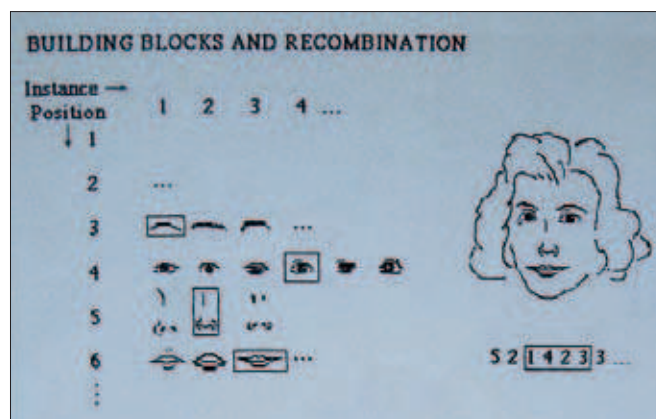 BUILDING BLOCKS AND RECOMBINATION
Instance →
Position
↓
1 2 3 4 ...
1
2 ...
3 ...
4
5
6 ...
⋮
5 2 1 4 2 3 3 ...